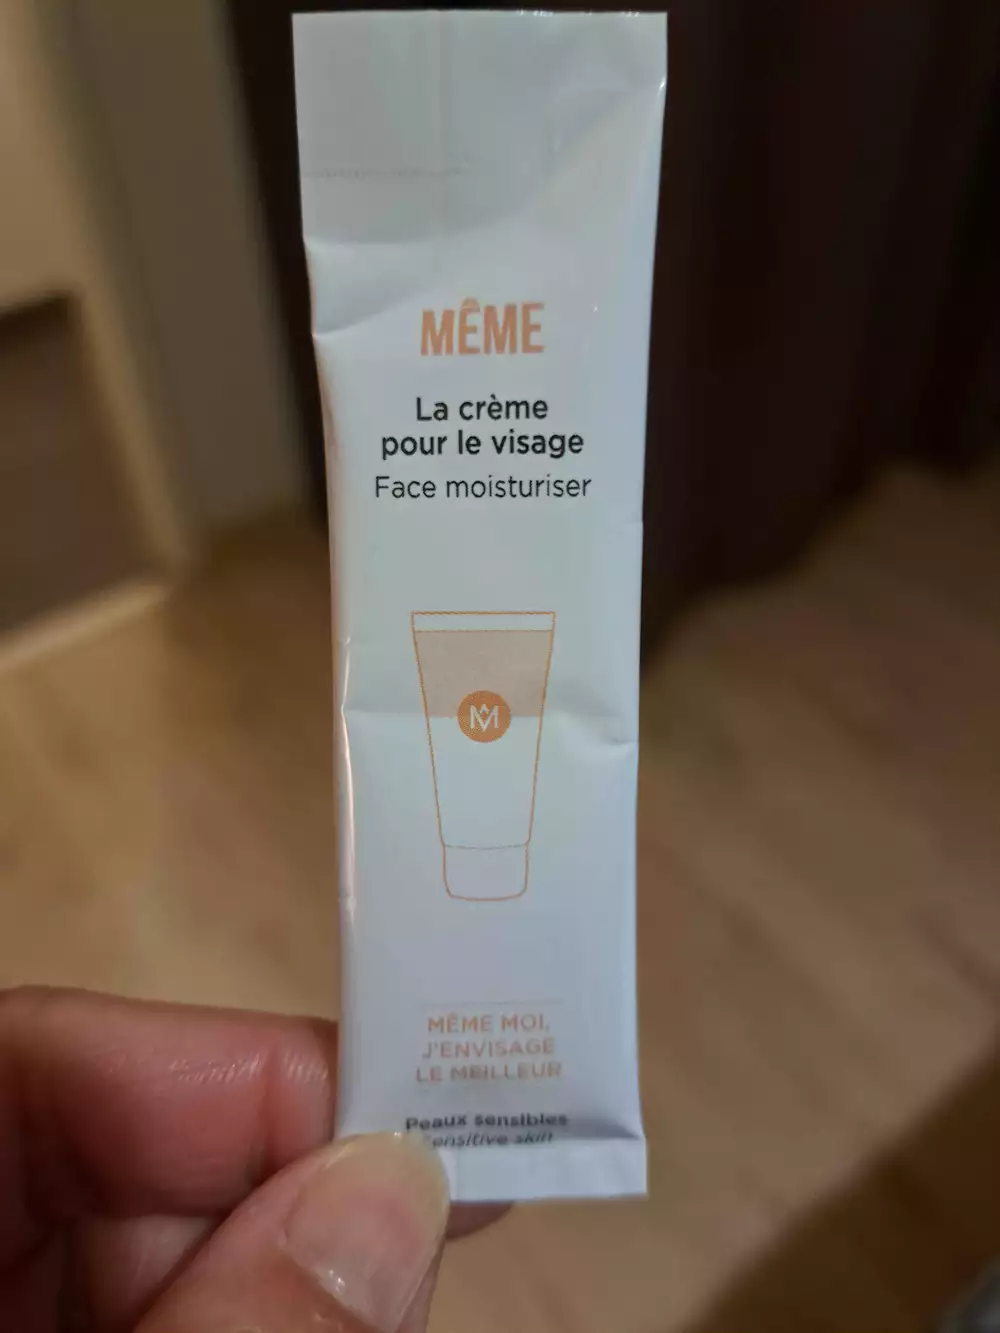 MÊME
La crème
pour le visage
Face moisturiser
M
MÊME MOI,
J'ENVISAGE
LE MEILLEUR
Peaux sensibles
Sensitive skin